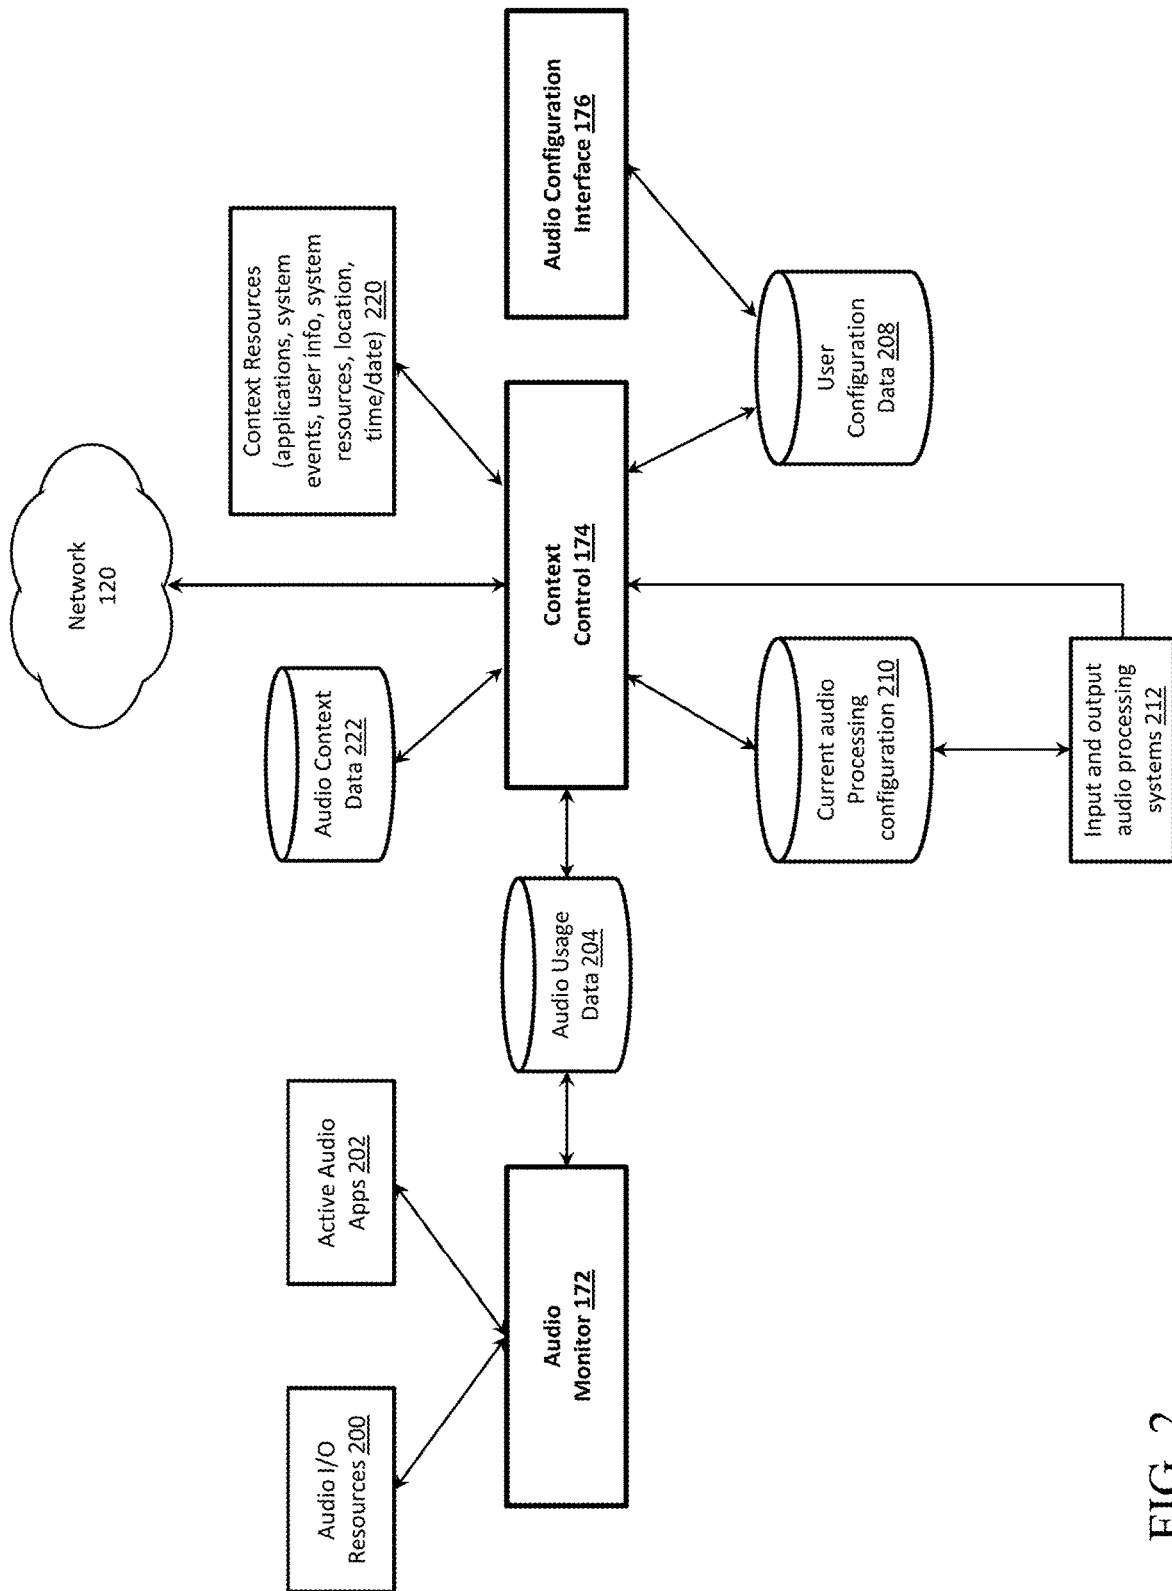 Network
120
Audio Context
Data 222
Context Resources
(applications, system
events, user info, system
resources, location,
time/date) 220
Audio I/O
Resources 200
Active Audio
Apps 202
Audio
Monitor 172
Audio Usage
Data 204
Context
Control 174
Audio Configuration
Interface 176
Current audio
Processing
configuration 210
User
Configuration
Data 208
Input and output
audio processing
systems 212
FIG. 2